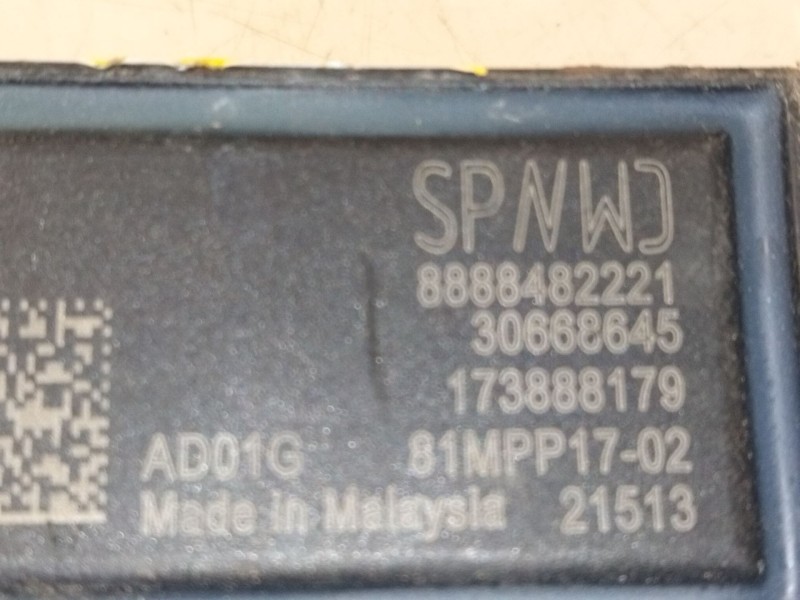 SPNWJ
8888482221
30668645
173888179
AD01G 81MPP17-02
Made in Malaysia 21513